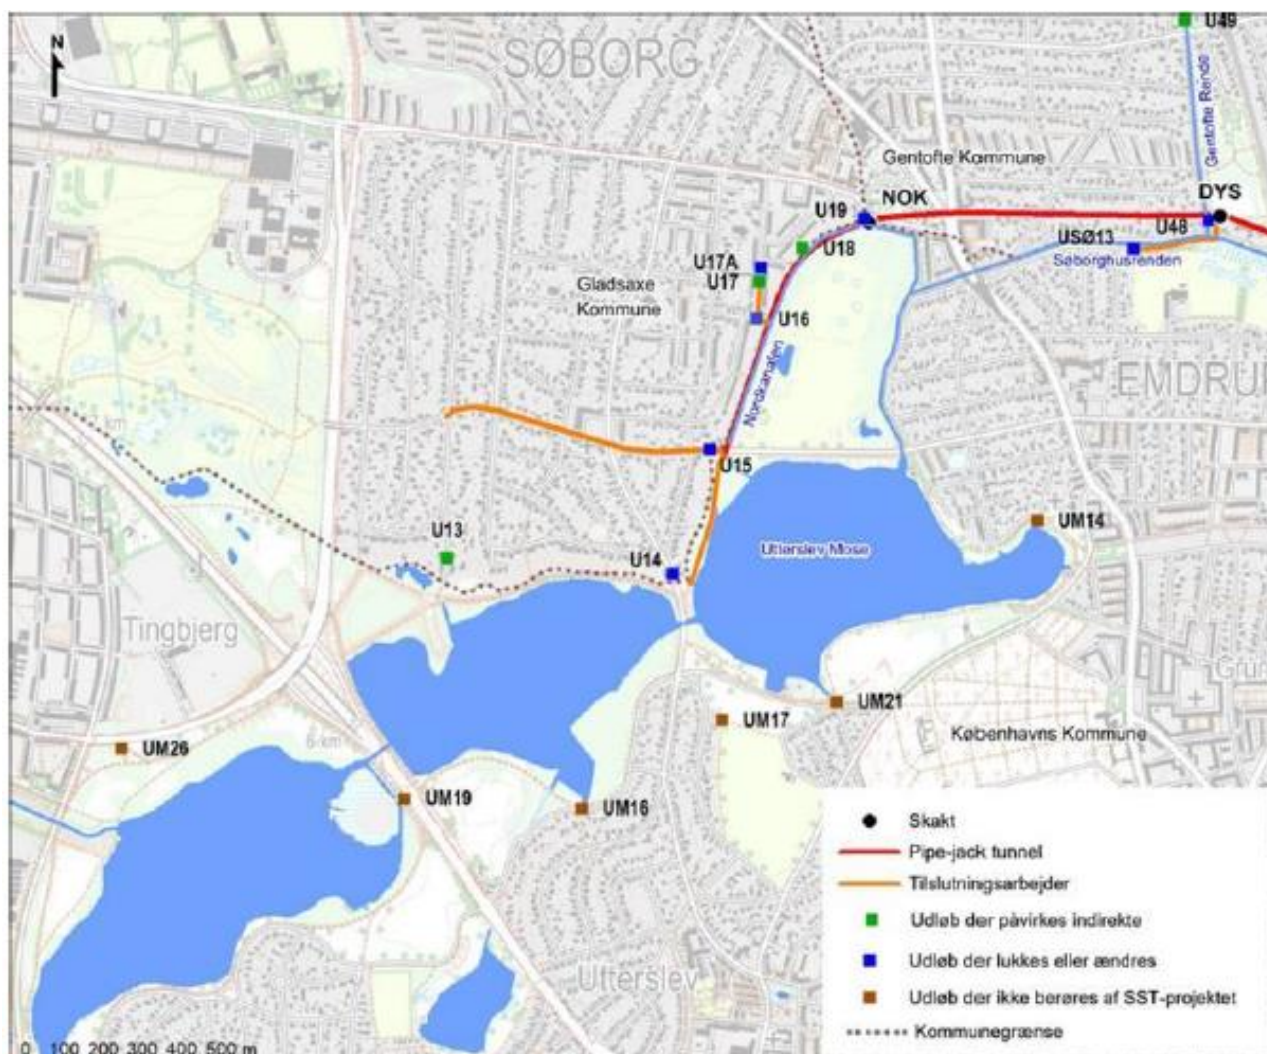 N
SØBORG
U49
Gentofte Rende
Gentofte Kommune
DYS
NOK
U19
U48
USØ13
Søborghusrenden
U18
U17A
U17
Gladsaxe
Kommune
U16
Nordkanalen
EMDRUP
U15
UM14
U13
U14
Utterslev Mose
Tingbjerg
UM21
UM17
Københavns Kommune
UM26
UM19
UM16
Utterslev
Skakt
Pipe-jack tunnel
Tilslutningsarbejder
Udløb der påvirkes indirekte
Udløb der lukkes eller ændres
Udløb der ikke berøres af SST-projektet
Kommunegrænse
0 100 200 300 400 500 m